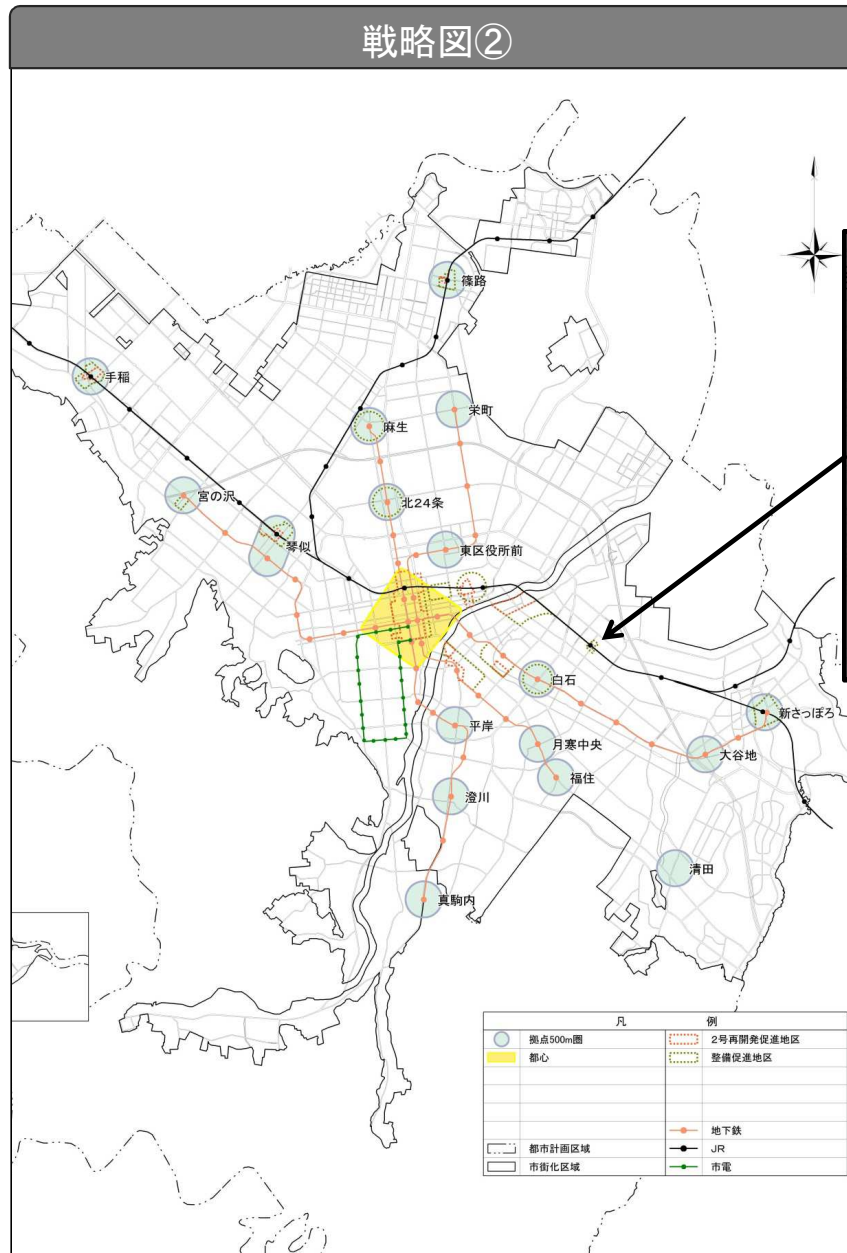 戦略図②
篠路
手稲
栄町
麻生
宮の沢
北24条
琴似
東区役所前
白石
新さっぽろ
平岸
月寒中央
大谷地
福住
澄川
清田
真駒内
凡 例
拠点500m圏
2号再開発促進地区
都心
整備促進地区
地下鉄
都市計画区域
JR
市街化区域
市電